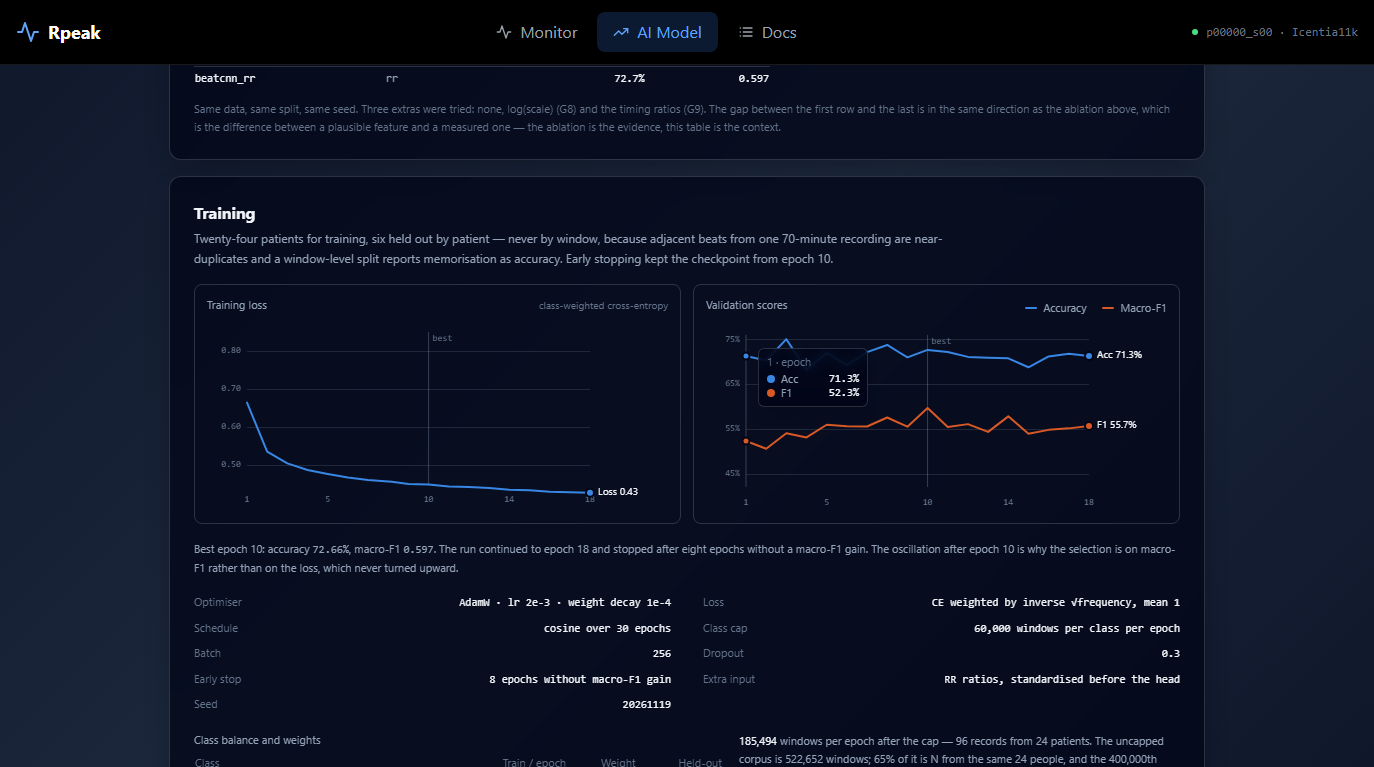 Rpeak
Monitor
AI Model
Docs
p00000_s00 · Icentia11k
beatcnn_rr rr 72.7% 0.597
Same data, same split, same seed. Three extras were tried: none, log(scale) (G8) and the timing ratios (G9). The gap between the first row and the last is in the same direction as the ablation above, which
is the difference between a plausible feature and a measured one — the ablation is the evidence, this table is the context.
Training
Twenty-four patients for training, six held out by patient — never by window, because adjacent beats from one 70-minute recording are near-
duplicates and a window-level split reports memorisation as accuracy. Early stopping kept the checkpoint from epoch 10.
Training loss
class-weighted cross-entropy
best
0.80
0.70
0.60
0.50
Loss 0.43
1 5 10 14 18
Validation scores
Accuracy
Macro-F1
75%
best
65%
55%
45%
1 · epoch
Acc 71.3%
F1 52.3%
Acc 71.3%
F1 55.7%
1 5 10 14 18
Best epoch 10: accuracy 72.66%, macro-F1 0.597. The run continued to epoch 18 and stopped after eight epochs without a macro-F1 gain. The oscillation after epoch 10 is why the selection is on macro-
F1 rather than on the loss, which never turned upward.
Optimiser AdamW · lr 2e-3 · weight decay 1e-4
Schedule cosine over 30 epochs
Batch 256
Early stop 8 epochs without macro-F1 gain
Seed 20261119
Loss CE weighted by inverse √frequency, mean 1
Class cap 60,000 windows per class per epoch
Dropout 0.3
Extra input RR ratios, standardised before the head
Class balance and weights
Class Train / epoch Weight Held-out
185,494 windows per epoch after the cap — 96 records from 24 patients. The uncapped
corpus is 522,652 windows; 65% of it is N from the same 24 people, and the 400,000th